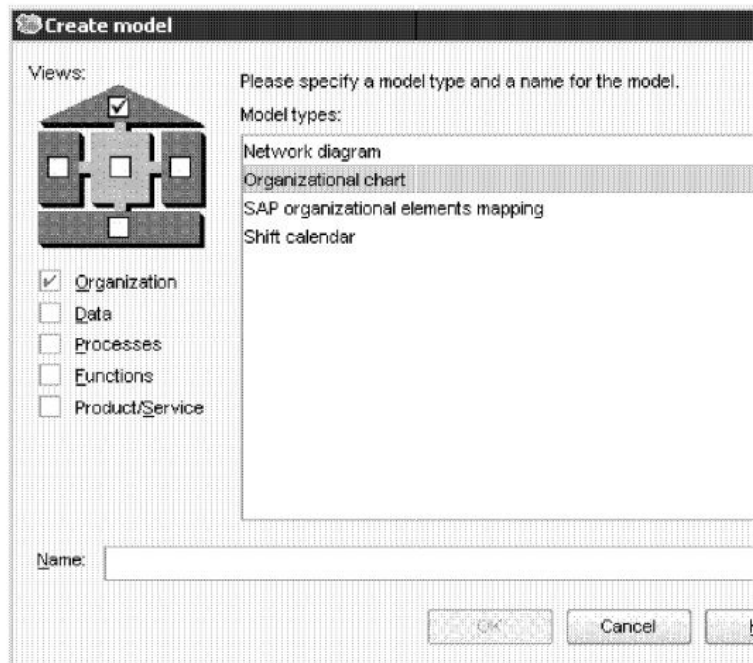 Create model
Views:
Please specify a model type and a name for the model.
Model types:
Network diagram
Organizational chart
SAP organizational elements mapping
Shift calendar
Organization
Data
Processes
Functions
Product/Service
Name:
OK
Cancel